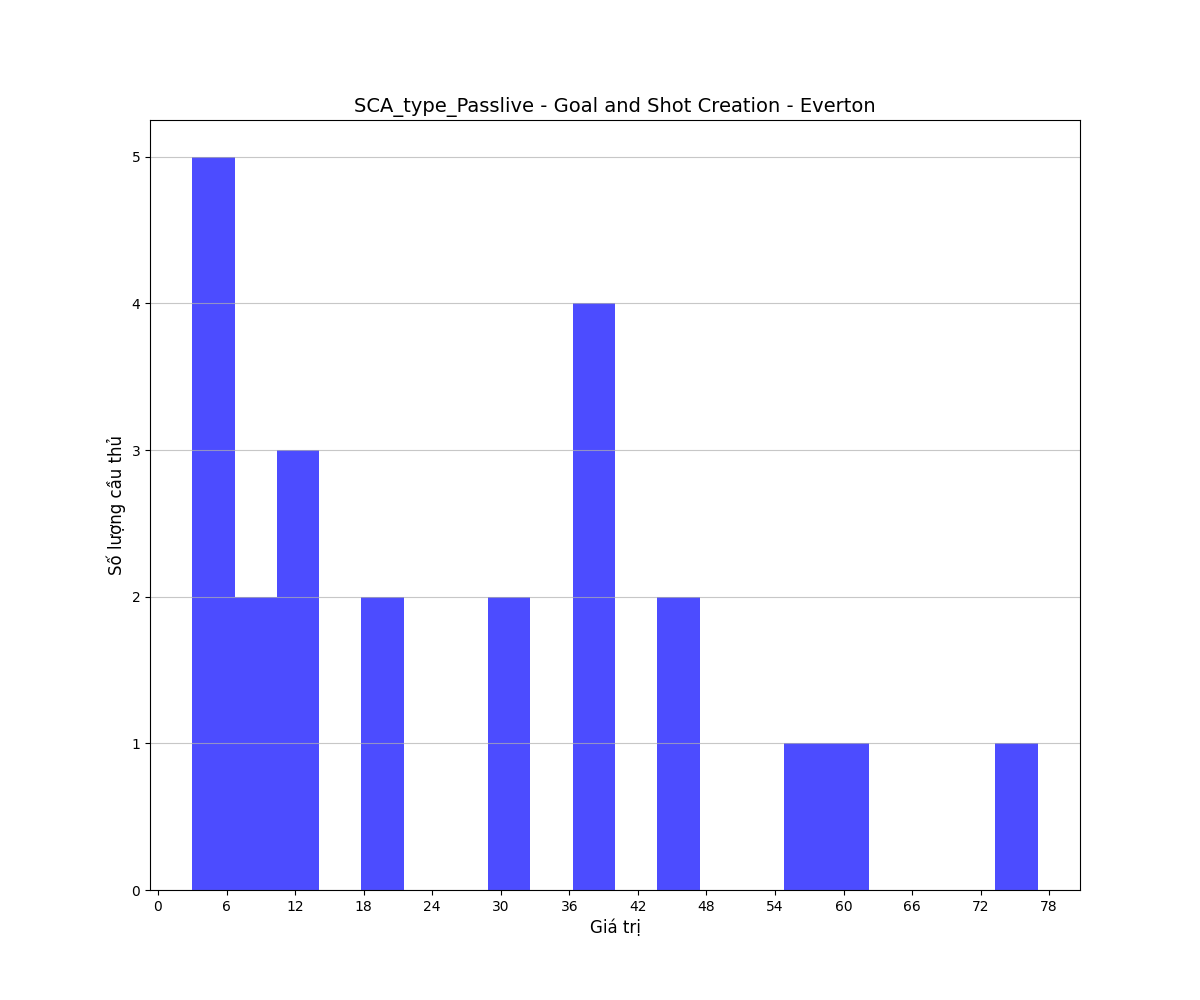 SCA_type_Passlive - Goal and Shot Creation - Everton
Số lượng cầu thủ
5
4
3
2
1
0
0 6 12 18 24 30 36 42 48 54 60 66 72 78
Giá trị